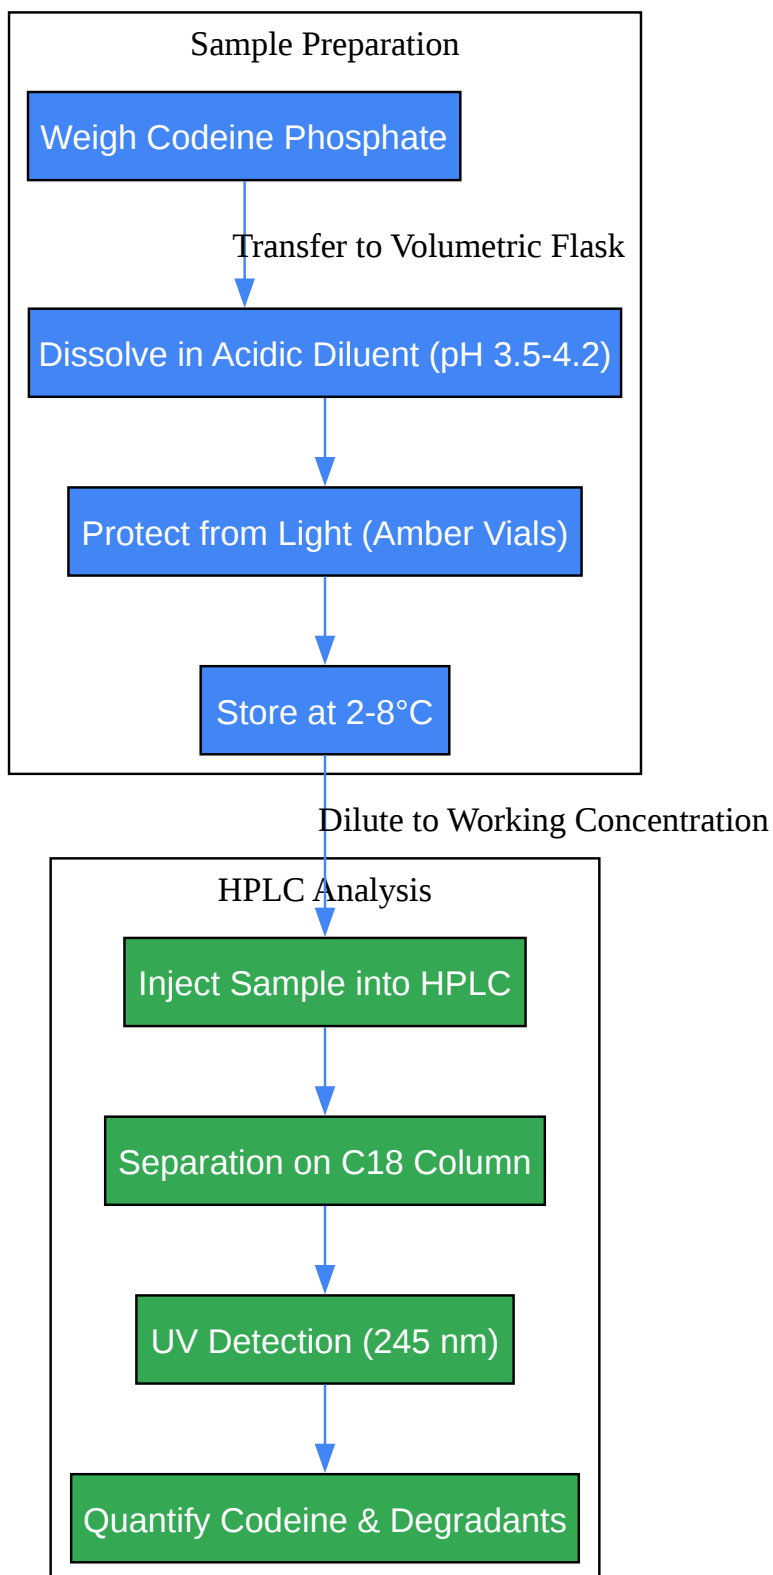 Sample Preparation
Weigh Codeine Phosphate
Transfer to Volumetric Flask
Dissolve in Acidic Diluent (pH 3.5-4.2)
Protect from Light (Amber Vials)
Store at 2-8°C
Dilute to Working Concentration
HPLC Analysis
Inject Sample into HPLC
Separation on C18 Column
UV Detection (245 nm)
Quantify Codeine & Degradants